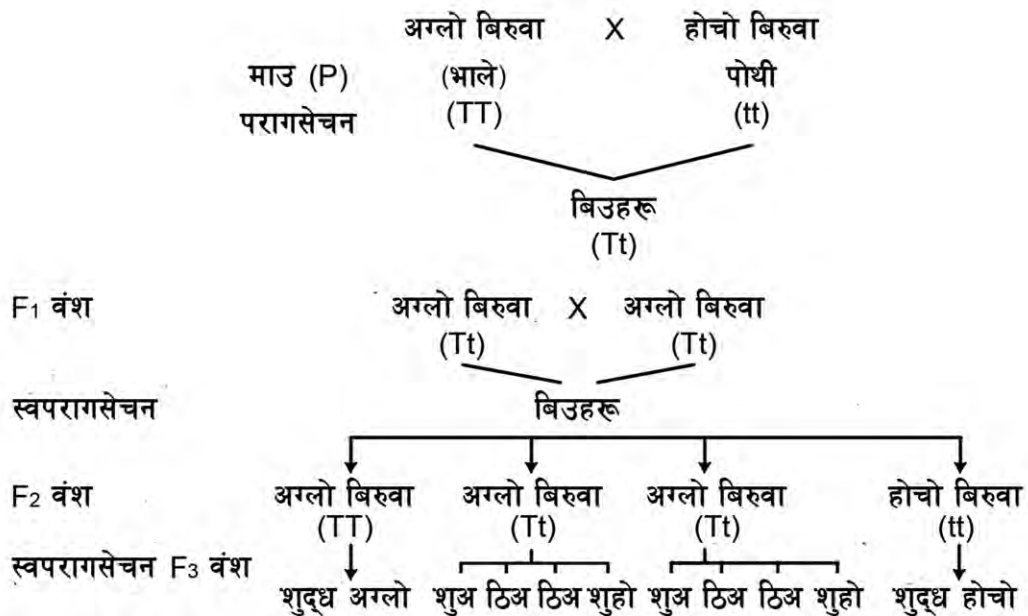 अग्लो बिरुवा X होचो बिरुवा
माउ (P) (भाले) पोथी
परागसेचन (TT) (tt)
बिउहरू
(Tt)
F1 वंश अग्लो बिरुवा X अग्लो बिरुवा
(Tt) (Tt)
स्वपरागसेचन बिउहरू
F2 वंश अग्लो बिरुवा अग्लो बिरुवा अग्लो बिरुवा होचो बिरुवा
(TT) (Tt) (Tt) (tt)
स्वपरागसेचन F3 वंश
शुद्ध अग्लो शुअ ठिअ ठिअ शुहो शुअ ठिअ ठिअ शुहो शुद्ध होचो